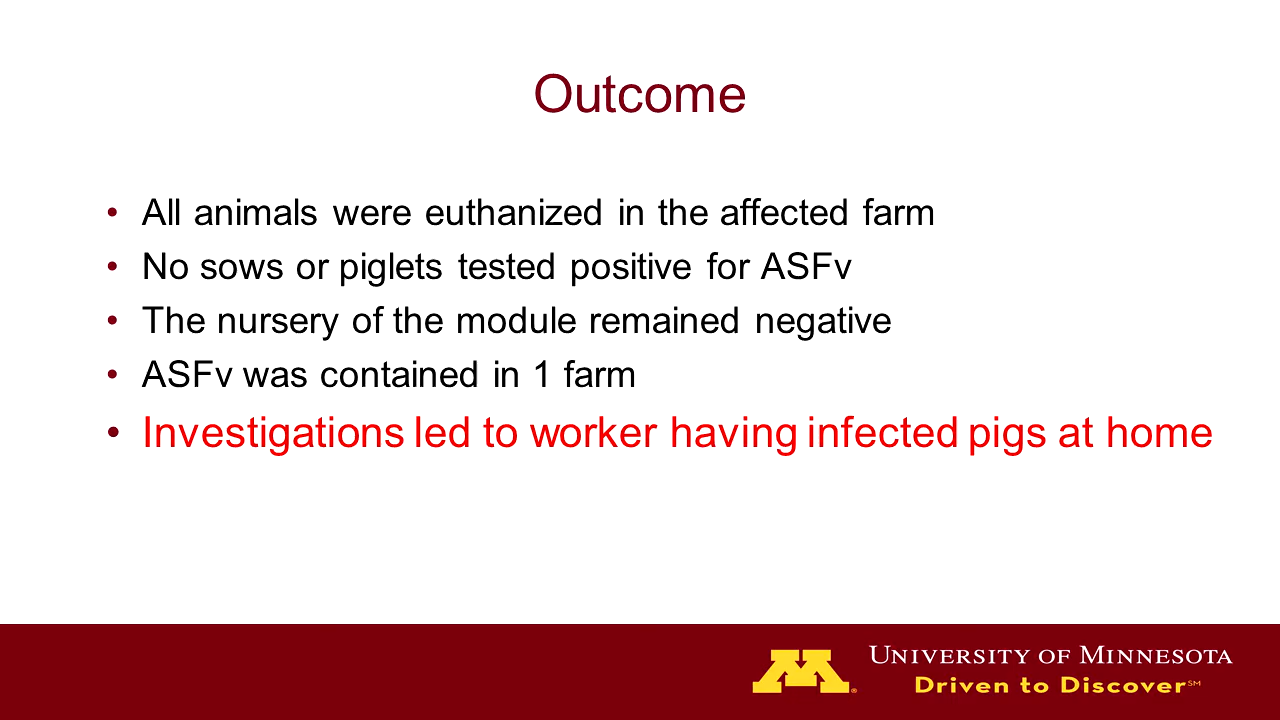 Outcome
• All animals were euthanized in the affected farm
• No sows or piglets tested positive for ASFv
• The nursery of the module remained negative
• ASFv was contained in 1 farm
• Investigations led to worker having infected pigs at home
M®
UNIVERSITY OF MINNESOTA
Driven to Discover℠